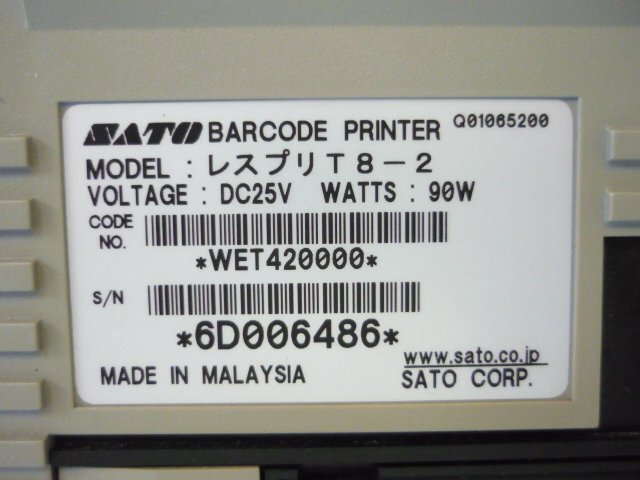 SATO BARCODE PRINTER Q01065200
MODEL : レスプリT8-2
VOLTAGE : DC25V WATTS : 90W
CODE NO.
*WET420000*
S/N
*6D006486*
www.sato.co.jp
MADE IN MALAYSIA SATO CORP.